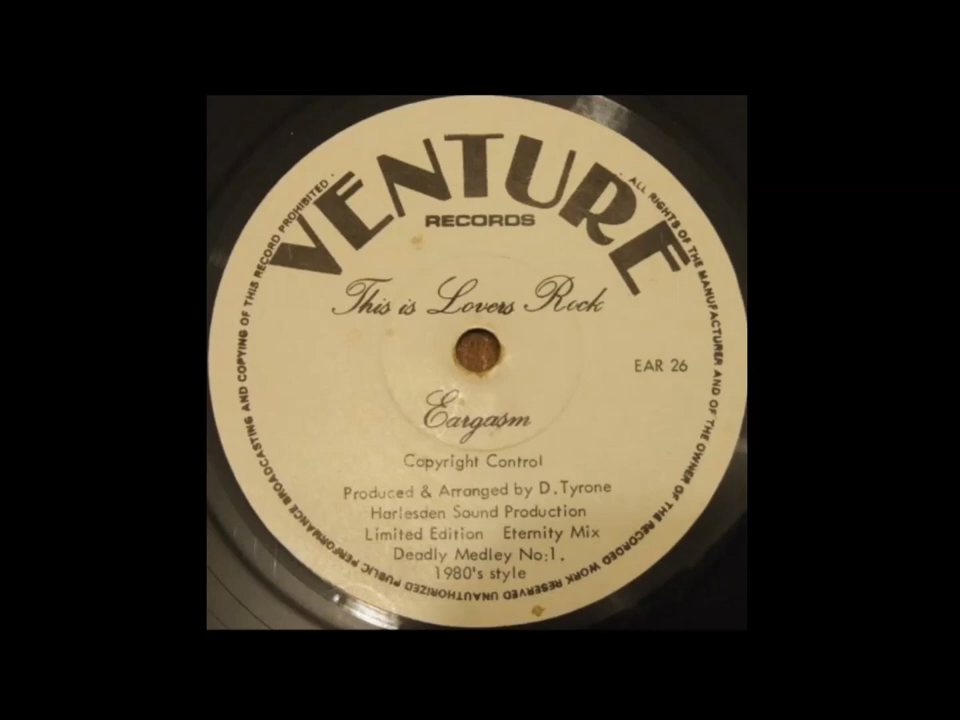 VENTURE
RECORDS
This is Lovers Rock
EAR 26
Eargasm
Copyright Control
Produced & Arranged by D.Tyrone
Harlesden Sound Production
Limited Edition Eternity Mix
Deadly Medley No:1.
1980's style
· ALL RIGHTS OF THE MANUFACTURER AND OF THE OWNER OF THE RECORDED WORK RESERVED UNAUTHORIZED PUBLIC PERFORMANCE BROADCASTING AND COPYING OF THIS RECORD PROHIBITED ·